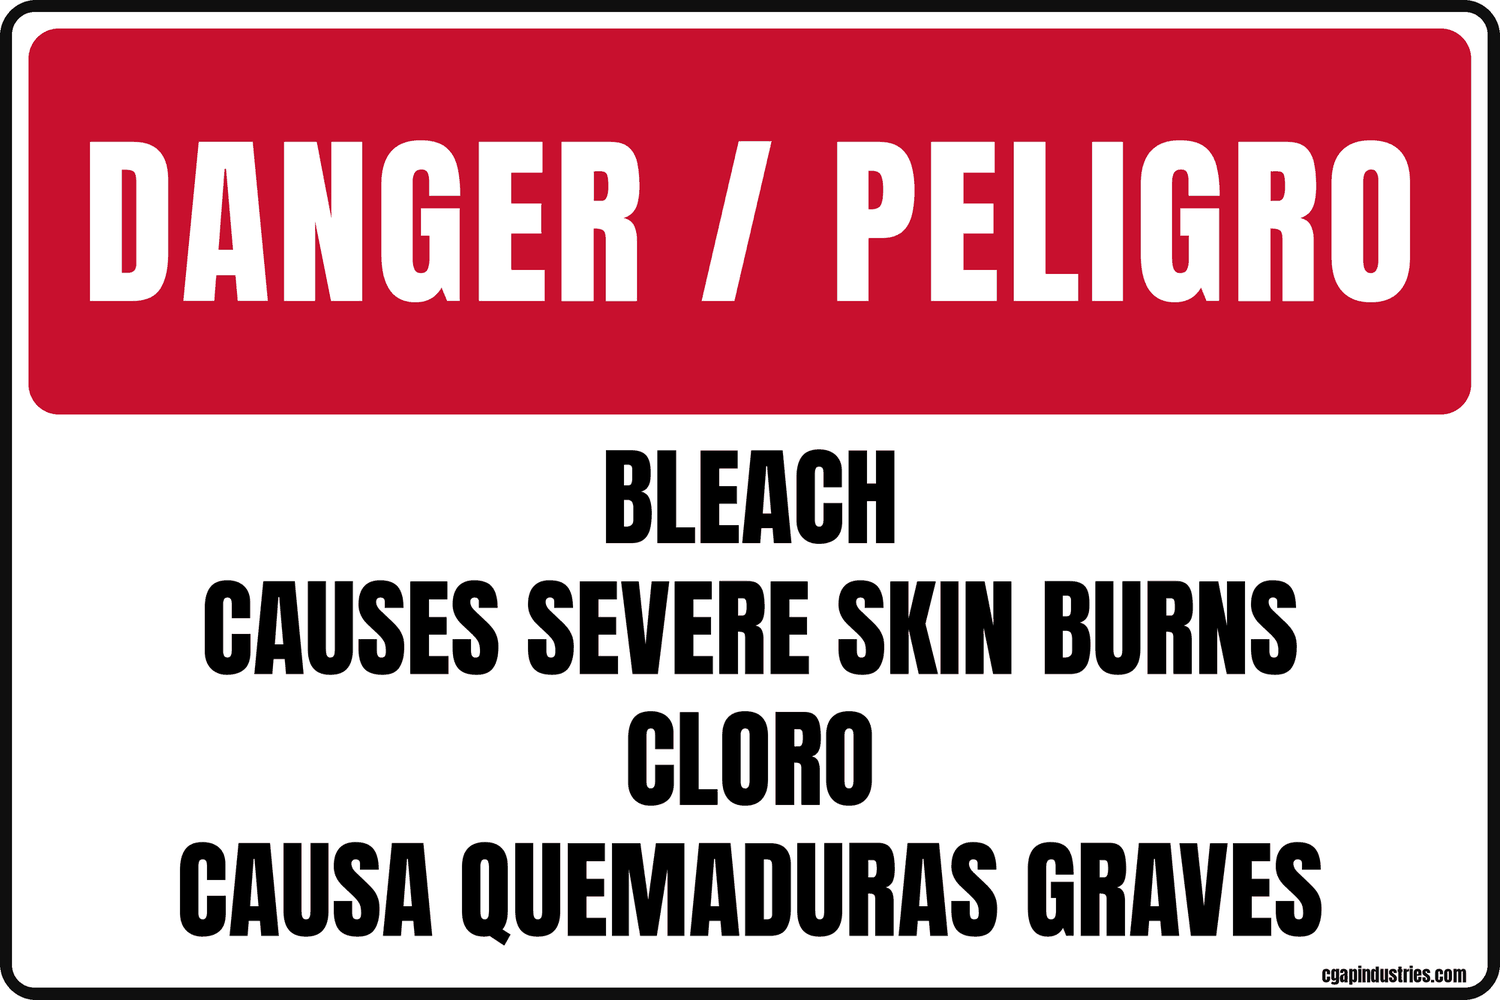 DANGER / PELIGRO
BLEACH
CAUSES SEVERE SKIN BURNS
CLORO
CAUSA QUEMADURAS GRAVES
cgapindustries.com